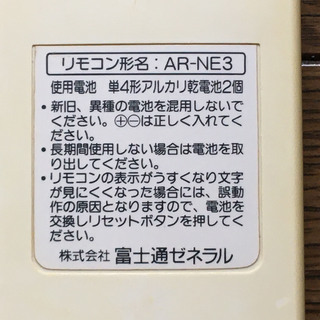 リモコン形名：AR-NE3
使用電池　単4形アルカリ乾電池2個
・新旧、異種の電池を混用しないで
ください。⊕⊖は正しく入れてく
ださい。
・長期間使用しない場合は電池を取
り出してください。
・リモコンの表示がうすくなり文字
が見にくくなった場合には、誤動
作の原因となりますので、電池を
交換しリセットボタンを押してく
ださい。
株式会社 富士通ゼネラル